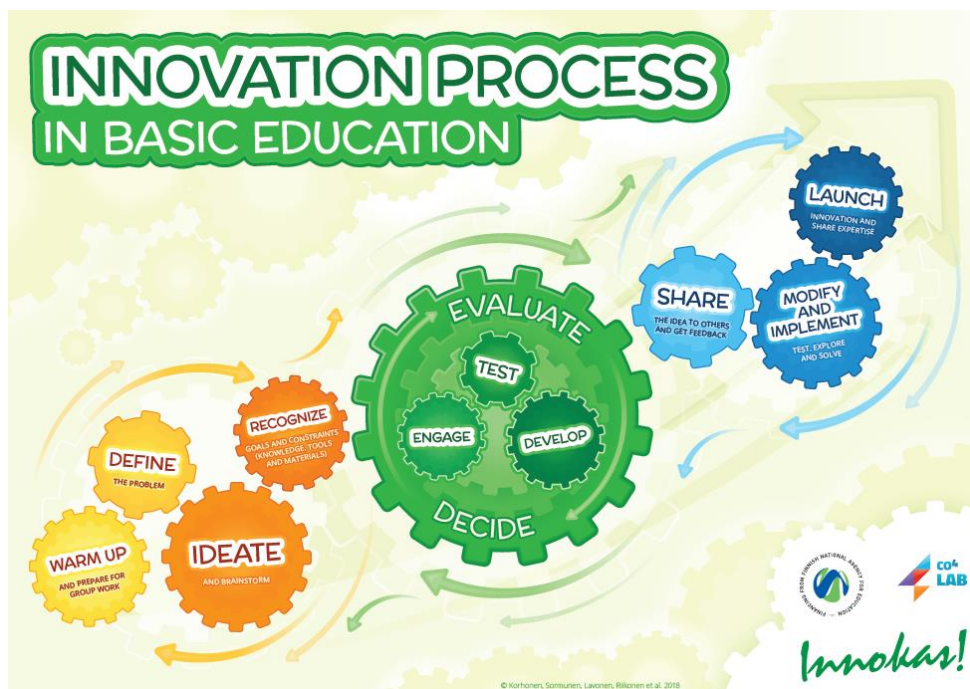 INNOVATION PROCESS
IN BASIC EDUCATION
WARM UP
AND PREPARE FOR
GROUP WORK
DEFINE
THE PROBLEM
IDEATE
AND BRAINSTORM
RECOGNIZE
GOALS AND CONSTRAINTS
(KNOWLEDGE, TOOLS
AND MATERIALS)
EVALUATE
TEST
ENGAGE
DEVELOP
DECIDE
SHARE
THE IDEA TO OTHERS
AND GET FEEDBACK
MODIFY
AND
IMPLEMENT
TEST, EXPLORE
AND SOLVE
LAUNCH
INNOVATION AND
SHARE EXPERTISE
FINANCING FROM FINNISH NATIONAL AGENCY FOR EDUCATION –
CO4
LAB
Innokas!
© Korhonen, Sormunen, Lavonen, Riikonen et al. 2018